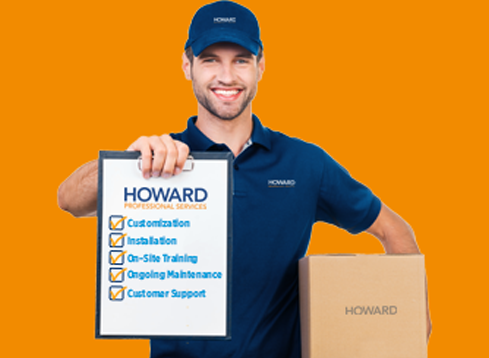 HOWARD
HOWARD
HOWARD
PROFESSIONAL SERVICES
Customization
Installation
On-Site Training
Ongoing Maintenance
Customer Support
HOWARD